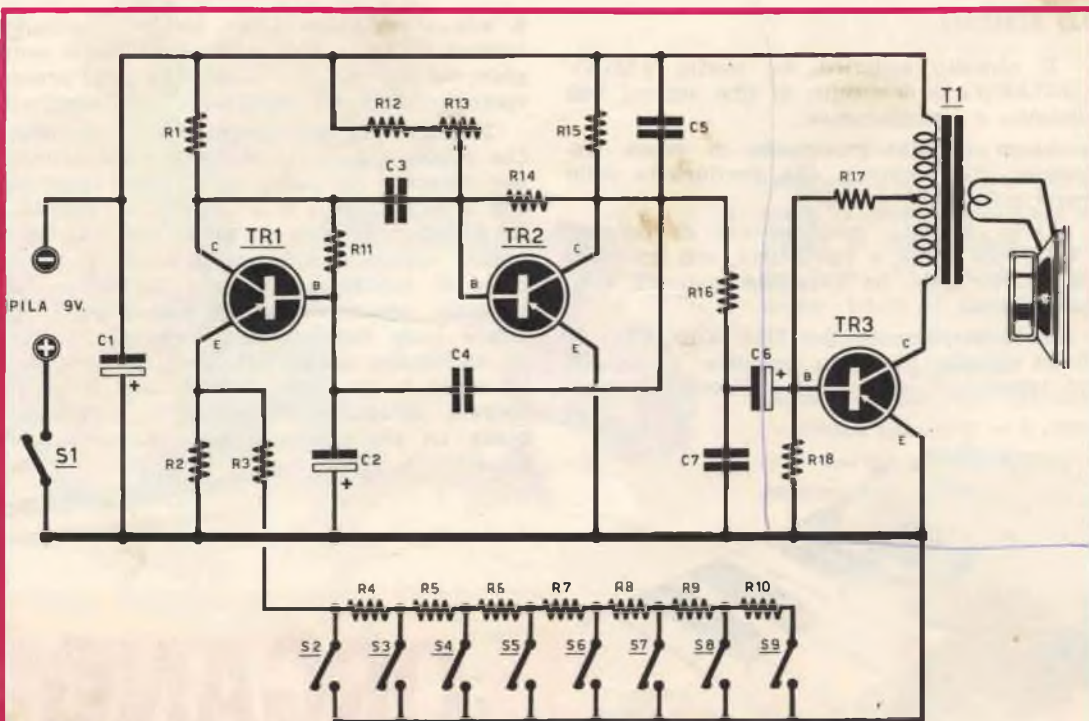 T1
R12
R13
R1
R15
C5
C3
R14
R17
TR1
R11
TR2
C
B
E
C
B
E
R16
TR3
C
B
E
PILA 9V.
C1
+
C4
C6
+
S1
R2
R3
C2
+
C7
R18
R4
R5
R6
R7
R8
R9
R10
S2
S3
S4
S5
S6
S7
S8
S9